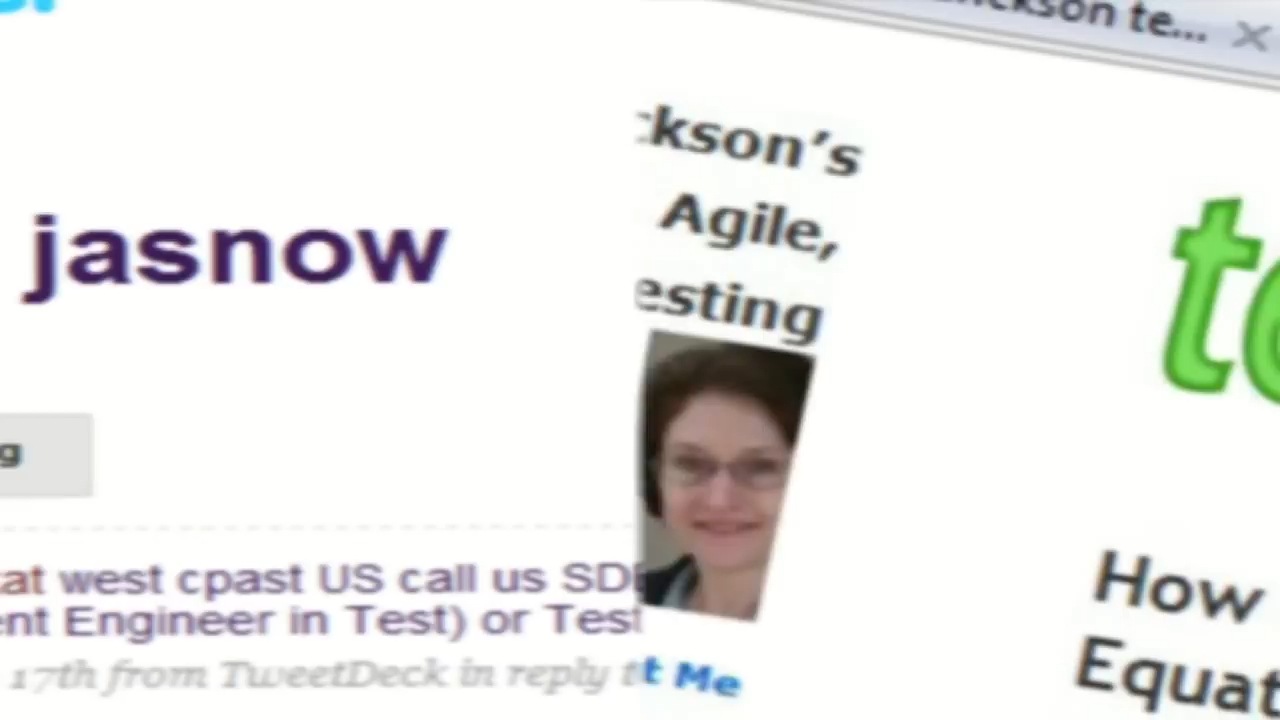 jasnow
g
at west cpast US call us SD
nt Engineer in Test) or Test
17th from TweetDeck in reply t
ckson te...
ckson's
Agile,
esting
t Me
te
How
Equat